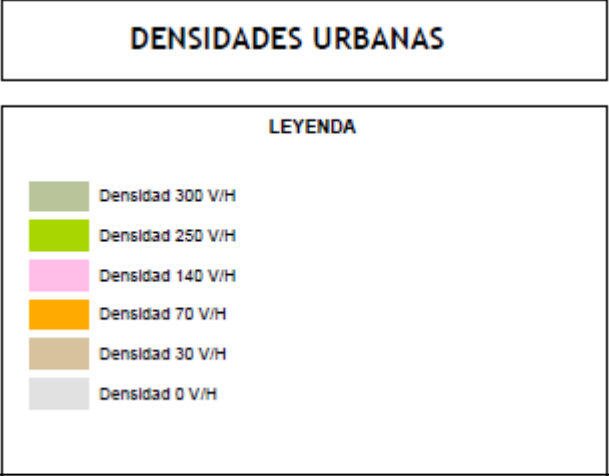 DENSIDADES URBANAS
LEYENDA
Densidad 300 V/H
Densidad 250 V/H
Densidad 140 V/H
Densidad 70 V/H
Densidad 30 V/H
Densidad 0 V/H